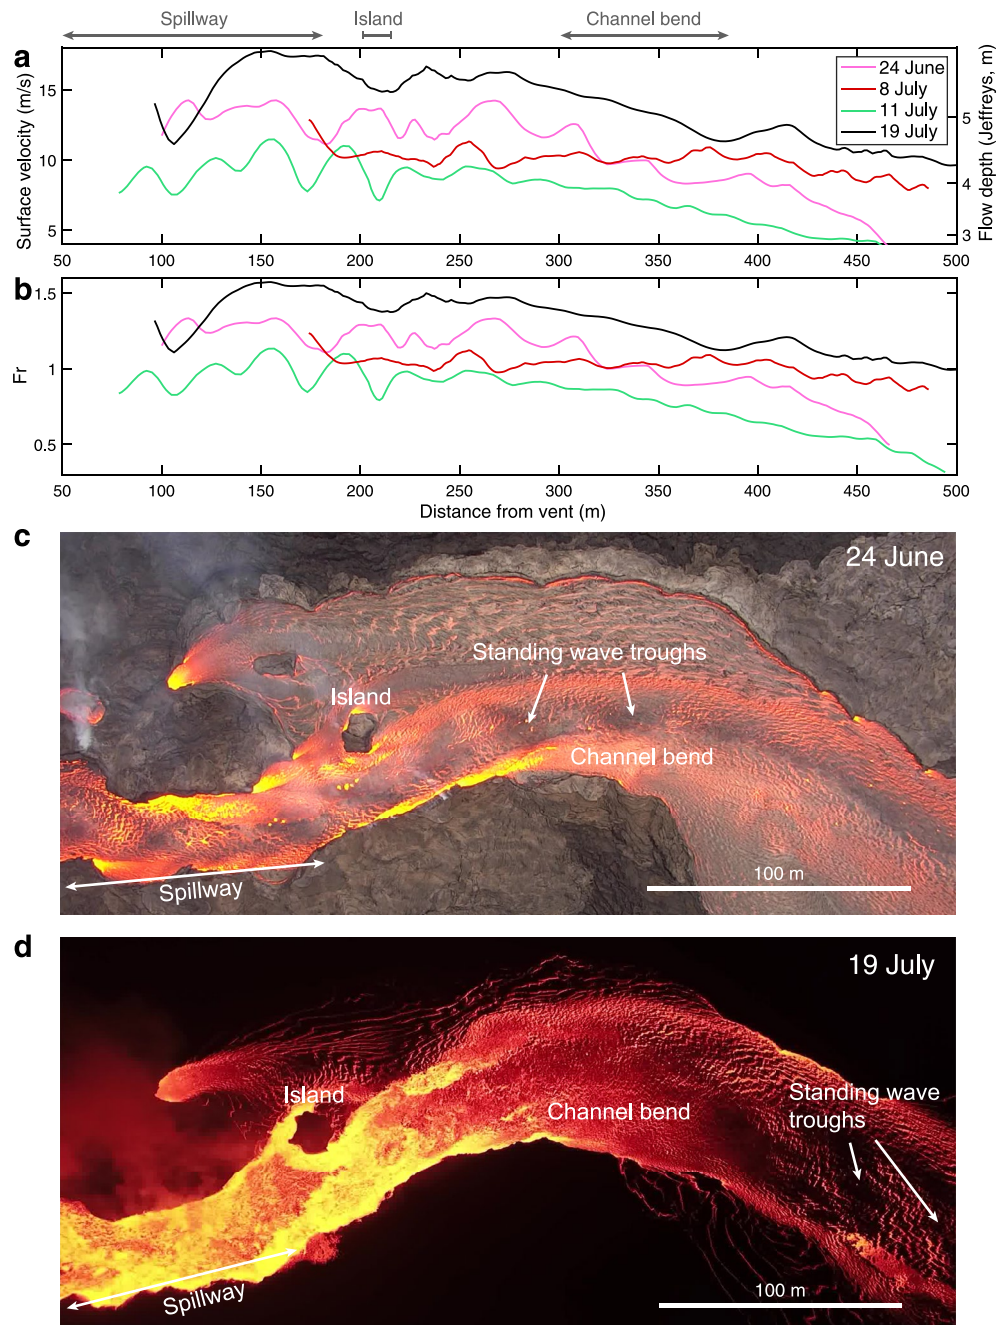 Spillway
Island
Channel bend
a
24 June
8 July
11 July
19 July
Surface velocity (m/s)
15
10
5
Flow depth (Jeffreys, m)
5
4
3
2
50 100 150 200 250 300 350 400 450 500
b
Fr
1.5
1
0.5
50 100 150 200 250 300 350 400 450 500
Distance from vent (m)
c
24 June
Standing wave troughs
Island
Channel bend
Spillway
100 m
d
19 July
Island
Channel bend
Standing wave
troughs
Spillway
100 m